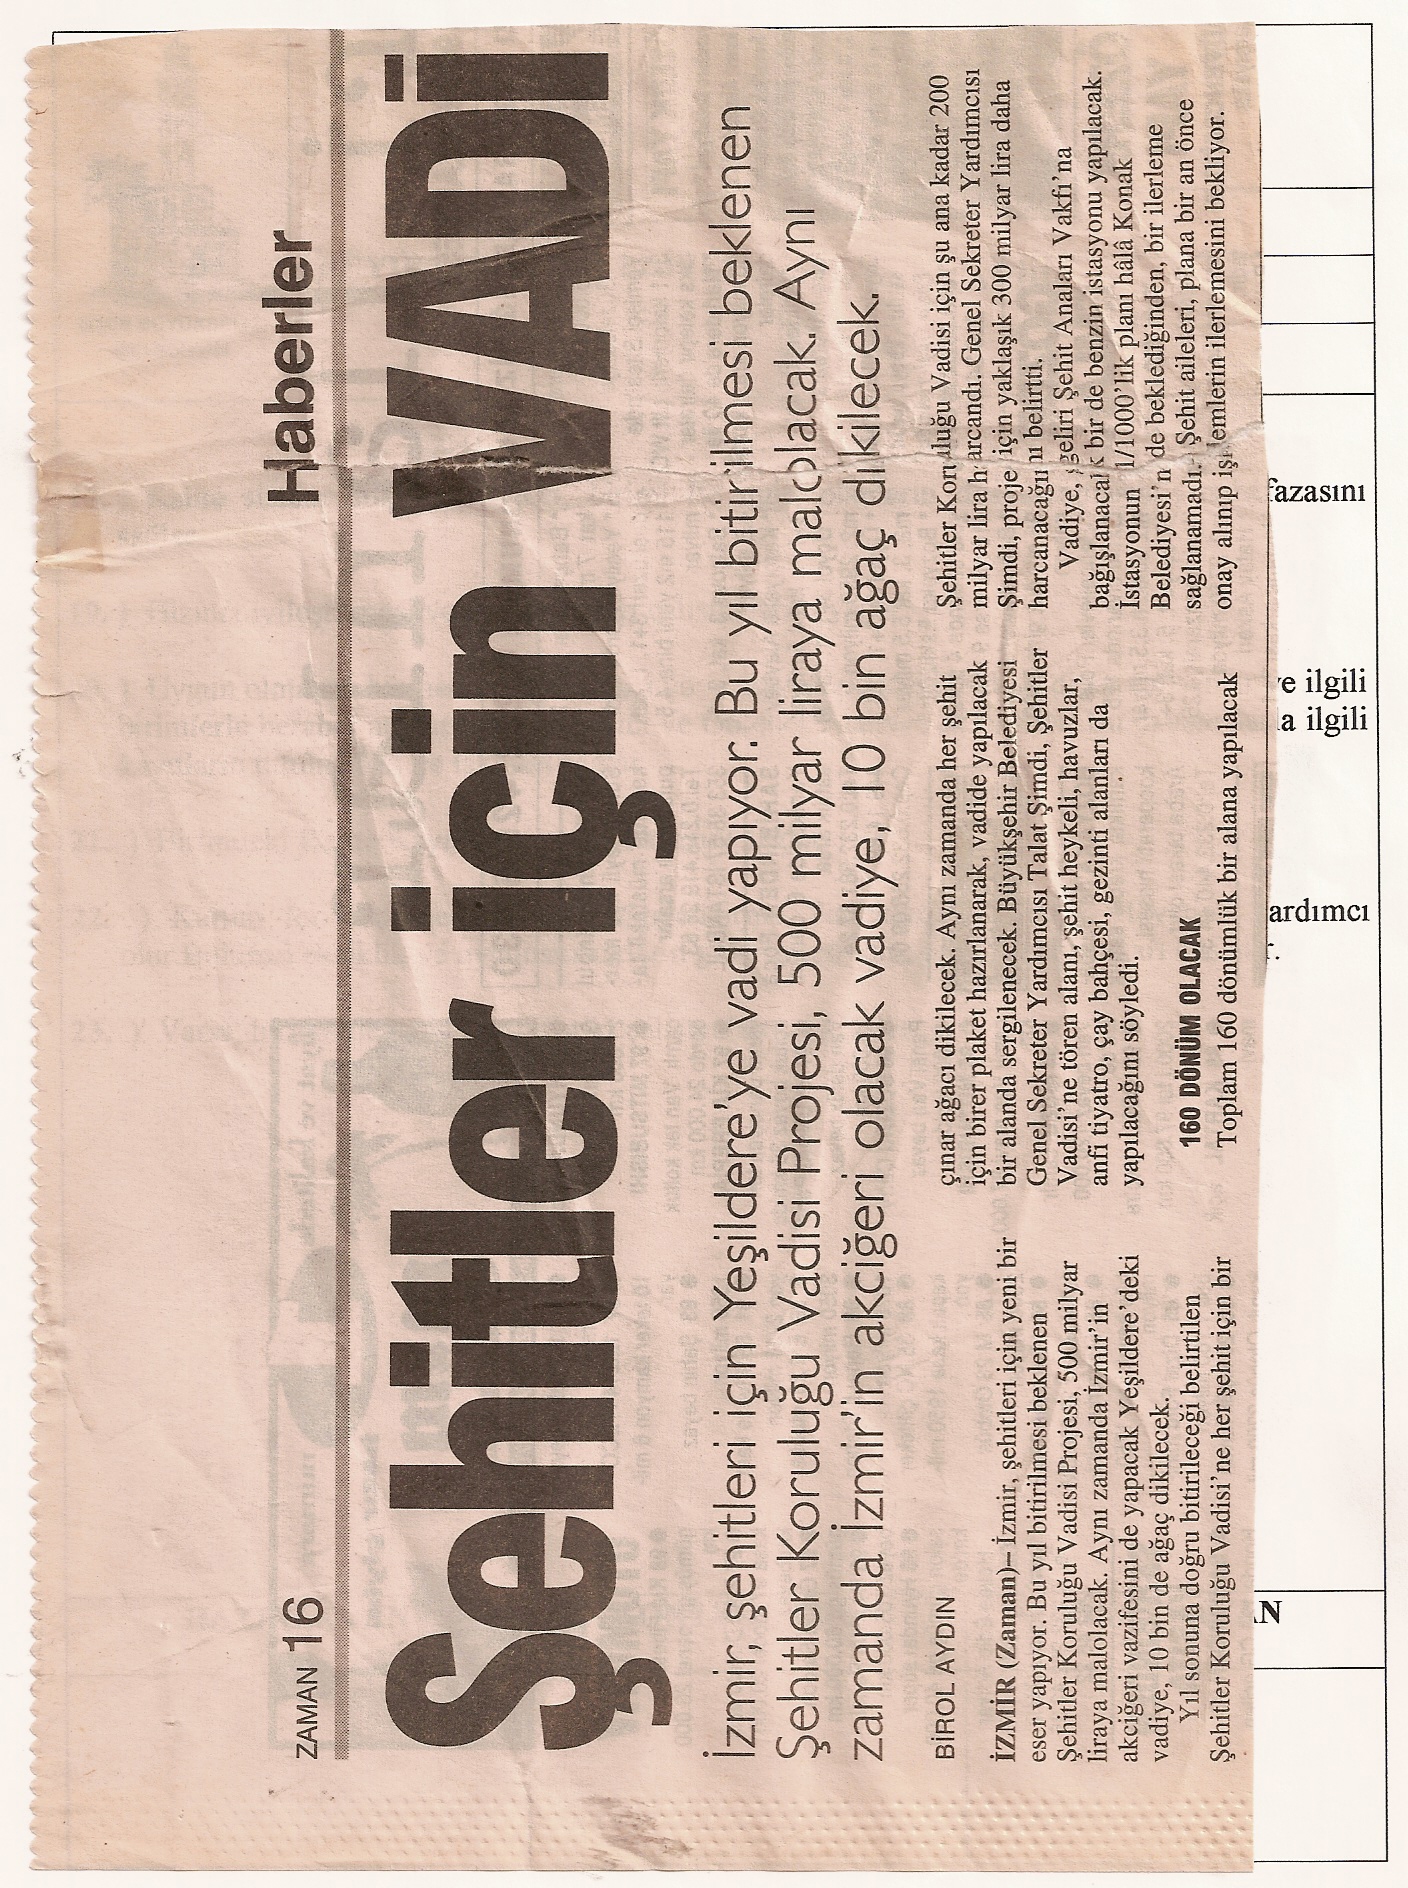 ZAMAN 16
Haberler
Şehitler için VADİ
İzmir, şehitleri için Yeşildere'ye vadi yapıyor. Bu yıl bitirilmesi beklenen
Şehitler Koruluğu Vadisi Projesi, 500 milyar liraya malolacak. Aynı
zamanda İzmir'in akciğeri olacak vadiye, 10 bin ağaç dikilecek.
BİROL AYDIN
İZMİR (Zaman)– İzmir, şehitleri için yeni bir
eser yapıyor. Bu yıl bitirilmesi beklenen
Şehitler Koruluğu Vadisi Projesi, 500 milyar
liraya malolacak. Aynı zamanda İzmir'in
akciğeri vazifesini de yapacak Yeşildere'deki
vadiye, 10 bin de ağaç dikilecek.
Yıl sonuna doğru bitirileceği belirtilen
Şehitler Koruluğu Vadisi'ne her şehit için bir
çınar ağacı dikilecek. Aynı zamanda her şehit
için birer plaket hazırlanarak, vadide yapılacak
bir alanda sergilenecek. Büyükşehir Belediyesi
Genel Sekreter Yardımcısı Talat Şimdi, Şehitler
Vadisi'ne tören alanı, şehit heykeli, havuzlar,
anfi tiyatro, çay bahçesi, gezinti alanları da
yapılacağını söyledi.
160 DÖNÜM OLACAK
Toplam 160 dönümlük bir alana yapılacak
Şehitler Koruluğu Vadisi için şu ana kadar 200
milyar lira harcandı. Genel Sekreter Yardımcısı
Şimdi, proje için yaklaşık 300 milyar lira daha
harcanacağını belirtti.
Vadiye, geliri Şehit Anaları Vakfı'na
bağışlanacak bir de benzin istasyonu yapılacak.
İstasyonun 1/1000'lik planı hâlâ Konak
Belediyesi'nde beklediğinden, bir ilerleme
sağlanamadı. Şehit aileleri, plana bir an önce
onay alınıp işlemlerin ilerlemesini bekliyor.
fazasını
e ilgili
a ilgili
ardımcı
AN